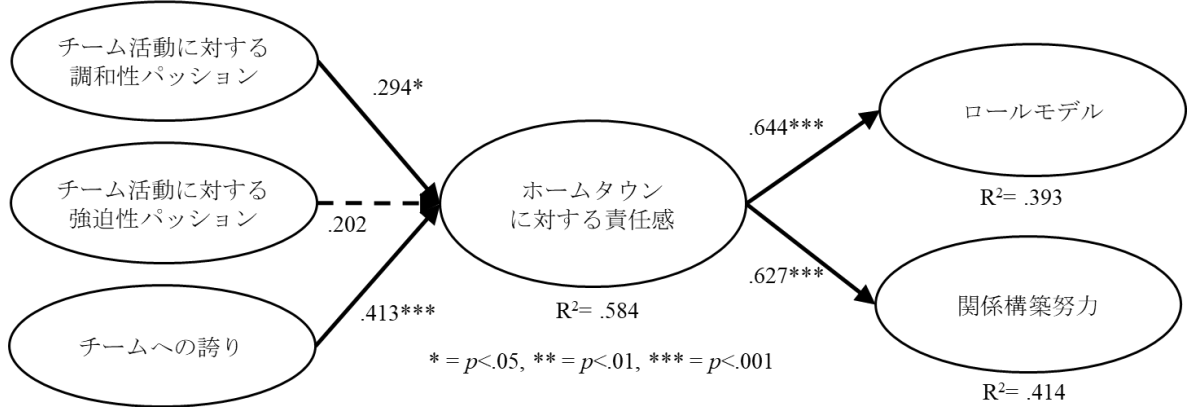 チーム活動に対する
調和性パッション
.294*
チーム活動に対する
強迫性パッション
.202
チームへの誇り
.413***
ホームタウン
に対する責任感
R²= .584
.644***
ロールモデル
R²= .393
.627***
関係構築努力
R²= .414
* = p<.05, ** = p<.01, *** = p<.001